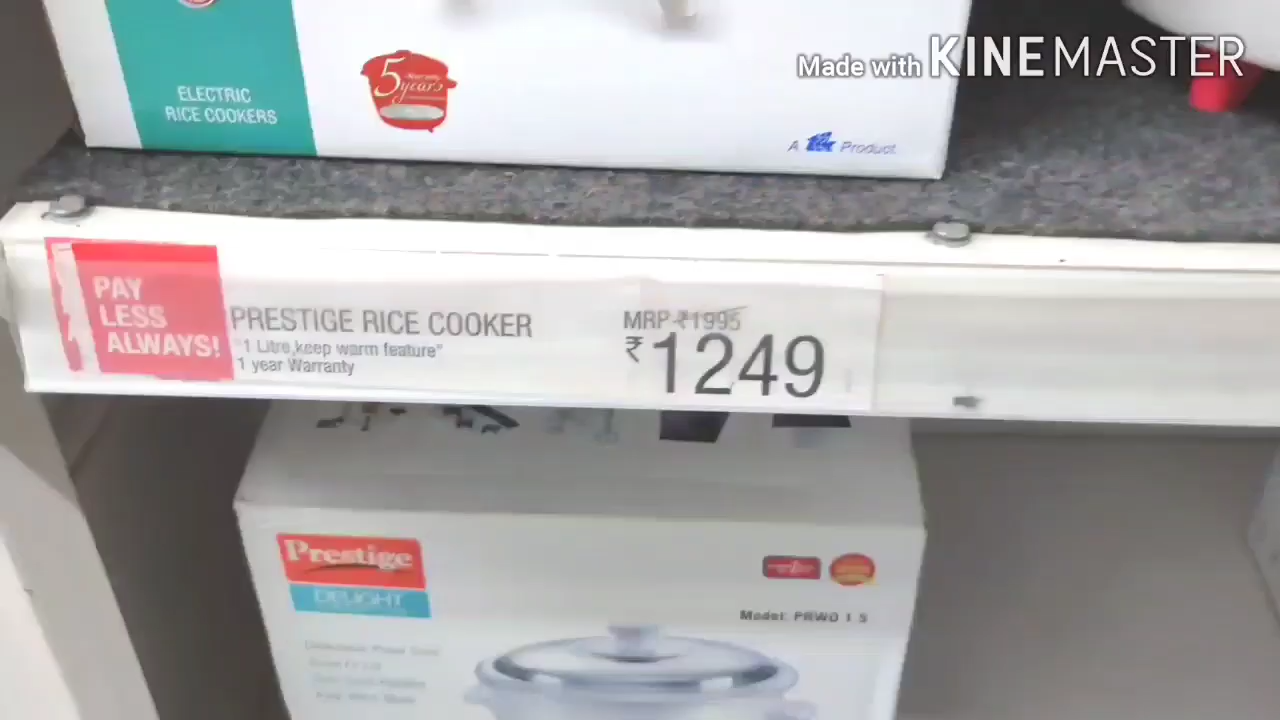 Made with KINEMASTER
ELECTRIC
RICE COOKERS
5
years
A Product
PAY
LESS
ALWAYS!
PRESTIGE RICE COOKER
"1 Litre,keep warm feature"
1 year Warranty
MRP ₹1995
₹1249
Prestige
DELIGHT
Model: PRWO 1.5